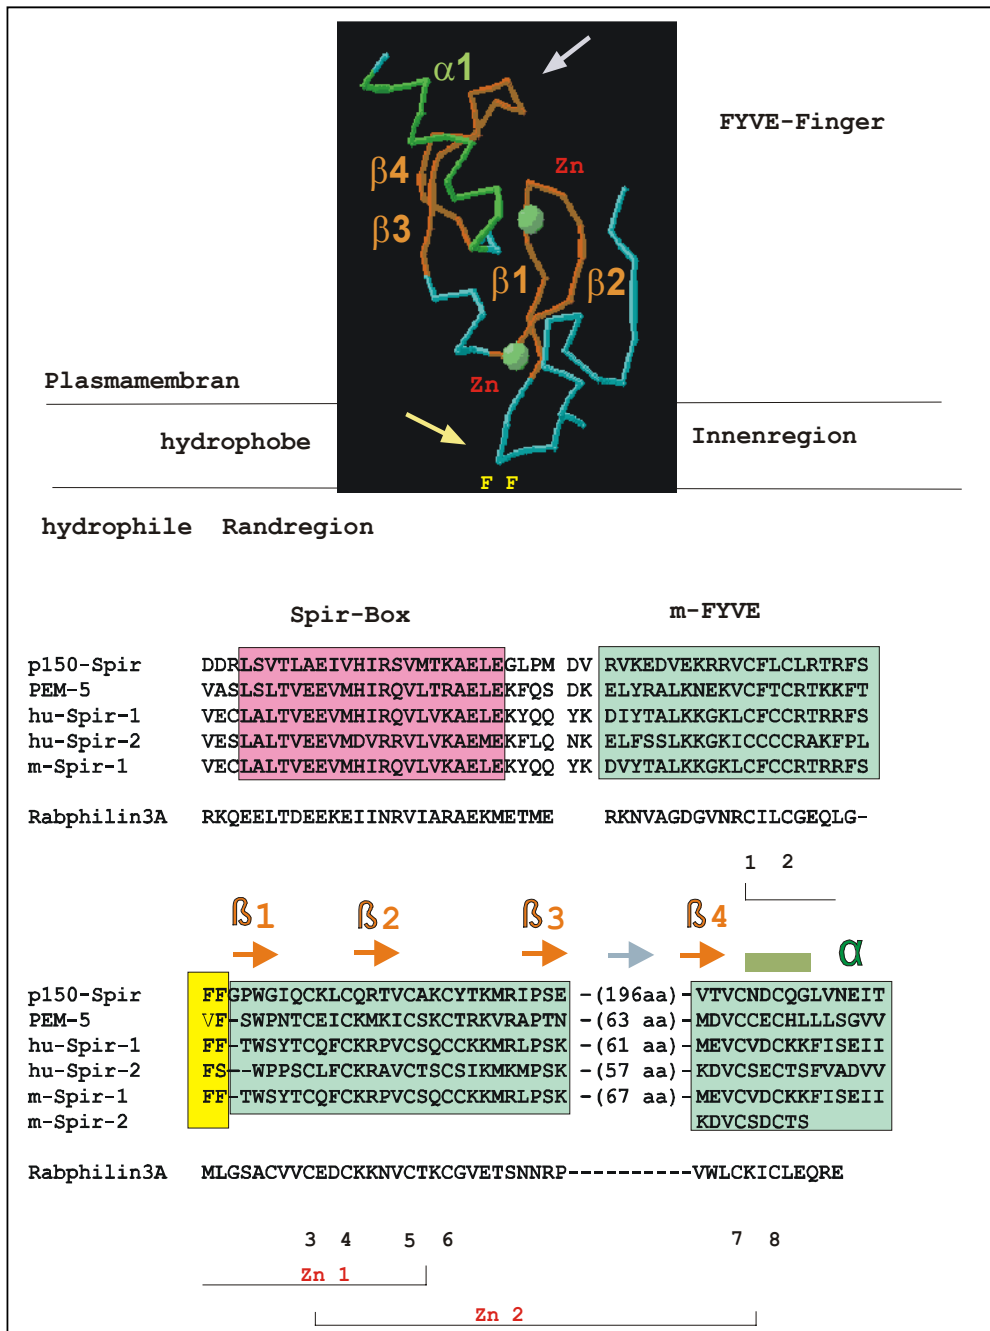 α1
FYVE-Finger
Zn
β4
β3
β1
β2
Zn
Plasmamembran
hydrophobe
Innenregion
F F
hydrophile Randregion
Spir-Box
m-FYVE
p150-Spir DDRLSVTLAEIVHIRSVMTKAELEGLPM DV RVKEDVEKRRVCFLCLRTRFS
PEM-5 VASLSLTVEEVMHIRQVLTRAELEKFQS DK ELYRALKNEKVCFTCRTKKFT
hu-Spir-1 VECLALTVEEVMHIRQVLVKAELEKYQQ YK DIYTALKKGKLCFCCRTRRFS
hu-Spir-2 VESLALTVEEVMDVRRVLVKAEMEKFLQ NK ELFSSLKKGKICCCCRAKFPL
m-Spir-1 VECLALTVEEVMHIRQVLVKAELEKYQQ YK DVYTALKKGKLCFCCRTRRFS
Rabphilin3A RKQEELTDEEKEIINRVIARAEKMETME RKNVAGDGVNRCILCGEQLG-
1 2
ß1 ß2 ß3 ß4
α
p150-Spir FFGPWGIQCKLCQRTVCAKCYTKMRIPSE -(196aa)-VTVCNDCQGLVNEIT
PEM-5 VF-SWPNTCEICKMKICSKCTRKVRAPTN -(63 aa)-MDVCCECHLLLSGVV
hu-Spir-1 FF-TWSYTCQFCKRPVCSQCCKKMRLPSK -(61 aa)-MEVCVDCKKFISEII
hu-Spir-2 FS--WPPSCLFCKRAVCTSCSIKMKMPSK -(57 aa)-KDVCSECTSFVADVV
m-Spir-1 FF-TWSYTCQFCKRPVCSQCCKKMRLPSK -(67 aa)-MEVCVDCKKFISEII
m-Spir-2 KDVCSDCTS
Rabphilin3A MLGSACVVCEDCKKNVCTKCGVETSNNRP----------VWLCKICLEQRE
3 4 5 6 7 8
Zn 1
Zn 2